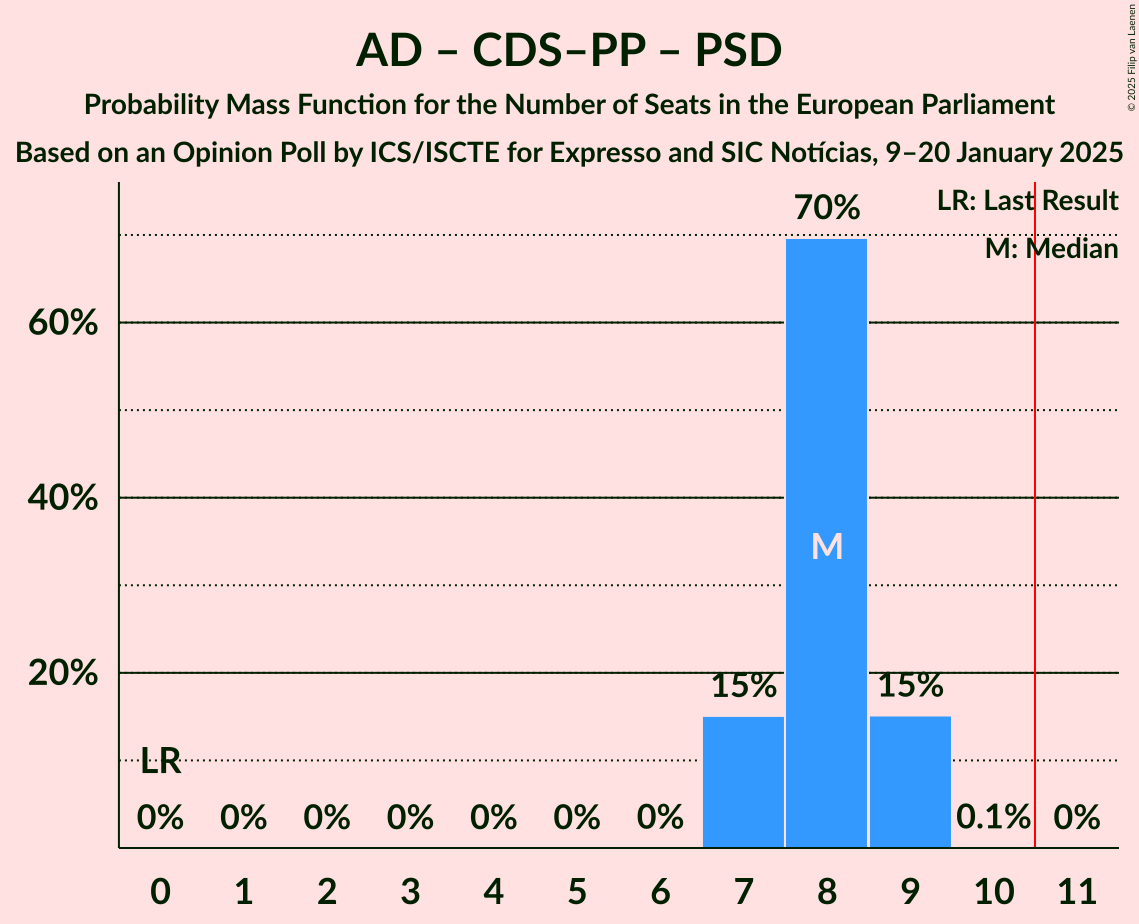 AD – CDS–PP – PSD
Probability Mass Function for the Number of Seats in the European Parliament
Based on an Opinion Poll by ICS/ISCTE for Expresso and SIC Notícias, 9–20 January 2025
© 2025 Filip van Laenen
LR: Last Result
M: Median
70%
60%
40%
M
20%
15%
15%
LR
0% 0% 0% 0% 0% 0% 0% 0.1% 0%
0 1 2 3 4 5 6 7 8 9 10 11